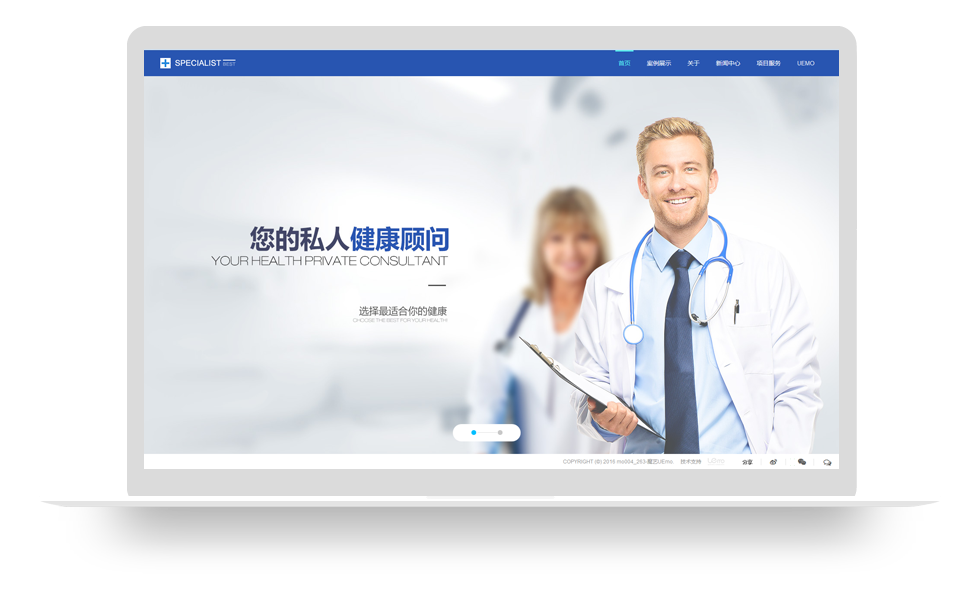 SPECIALIST BEST
首页 案例展示 关于 新闻中心 项目服务 UEMO
您的私人健康顾问
YOUR HEALTH PRIVATE CONSULTANT
选择最适合你的健康
CHOOSE THE BEST FOR YOUR HEALTH!
COPYRIGHT (©) 2016 mo004_263-魔艺UEmo 技术支持
分享